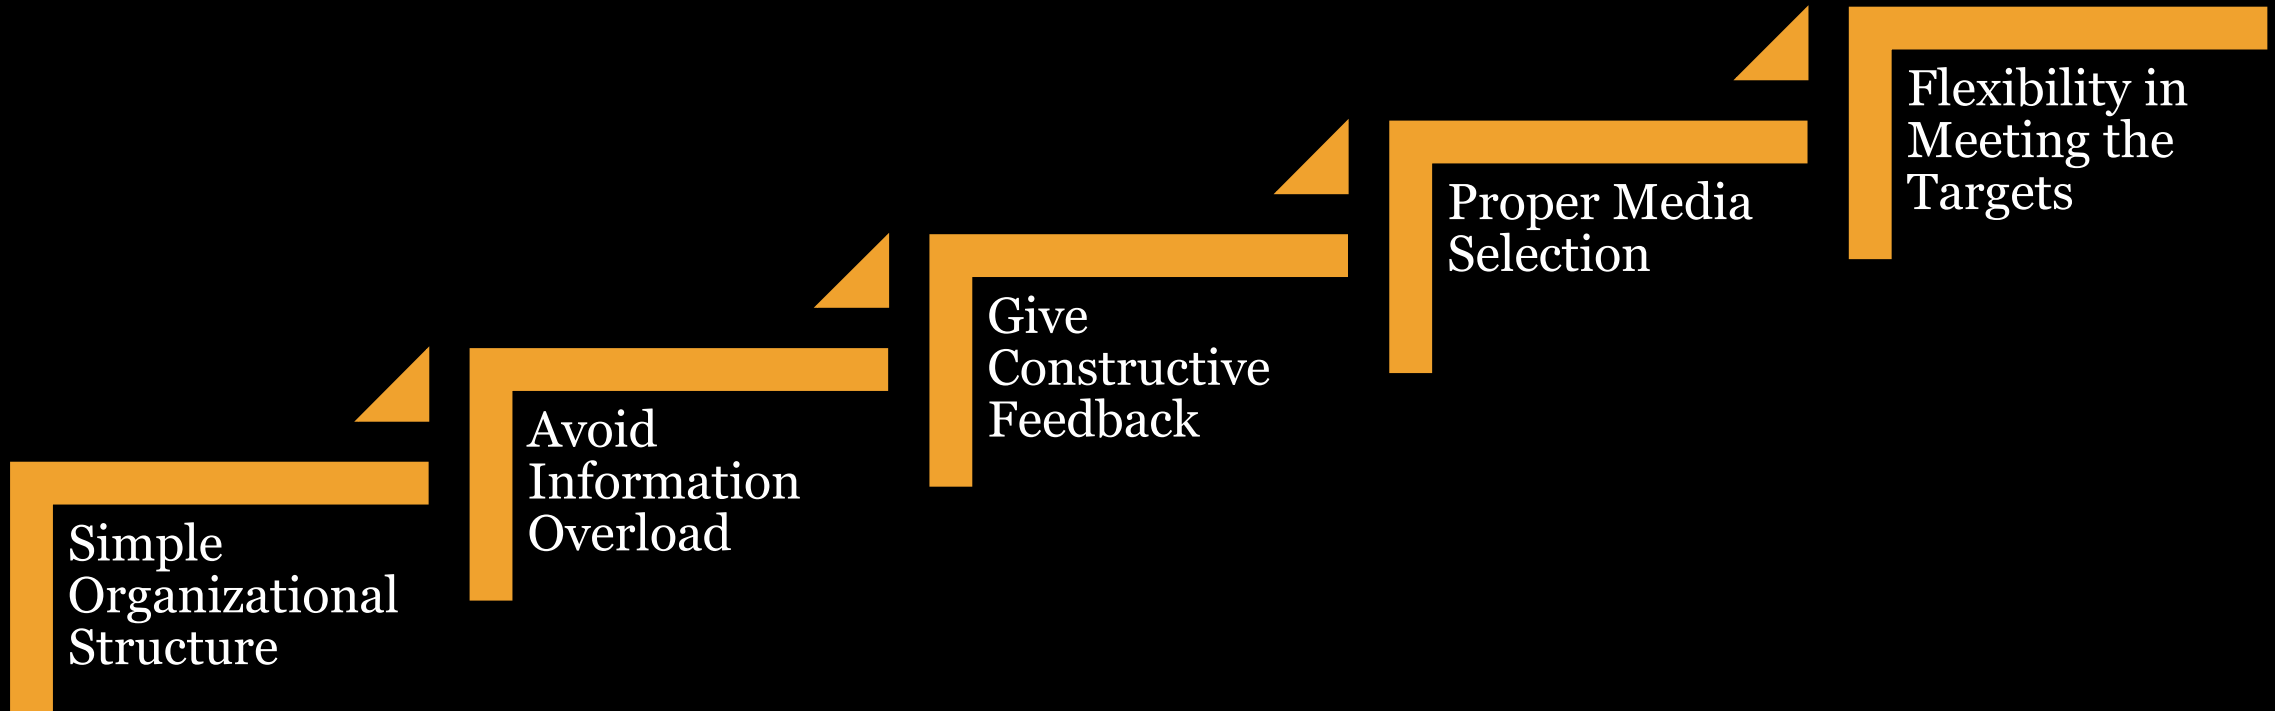 Simple
Organizational
Structure
Avoid
Information
Overload
Give
Constructive
Feedback
Proper Media
Selection
Flexibility in
Meeting the
Targets